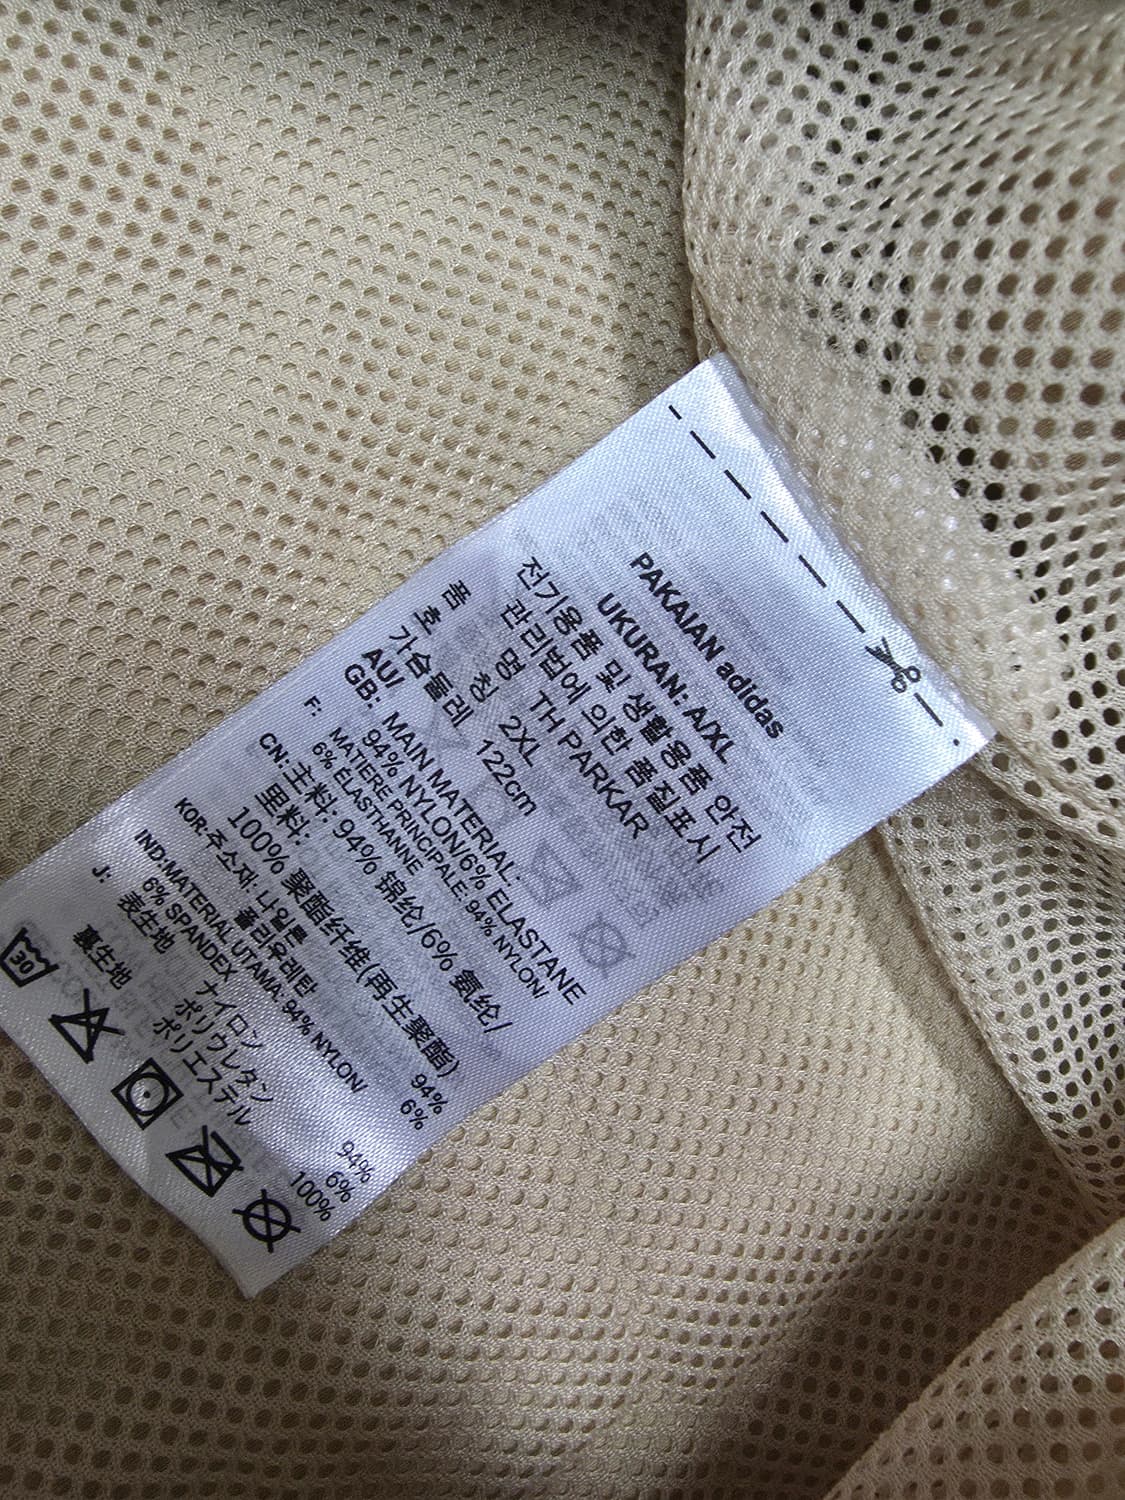 PAKAIAN adidas
UKURAN: A/XL
전기용품 및 생활용품 안전
관리법에 의한 품질표시
품 명 TH PARKAR
호 칭 2XL
가슴둘레 122cm
AU/
GB: MAIN MATERIAL:
94% NYLON/6% ELASTANE
F: MATIERE PRINCIPALE: 94% NYLON/
6% ÉLASTHANNE
CN: 主料: 94% 锦纶/6% 氨纶/
里料:
100% 聚酯纤维(再生聚酯)
KOR:주소재: 나일론 94%
폴리우레탄 6%
IND:MATERIAL UTAMA: 94% NYLON/
6% SPANDEX
J: 表生地 ナイロン 94%
ポリウレタン 6%
裏生地 ポリエステル 100%
30